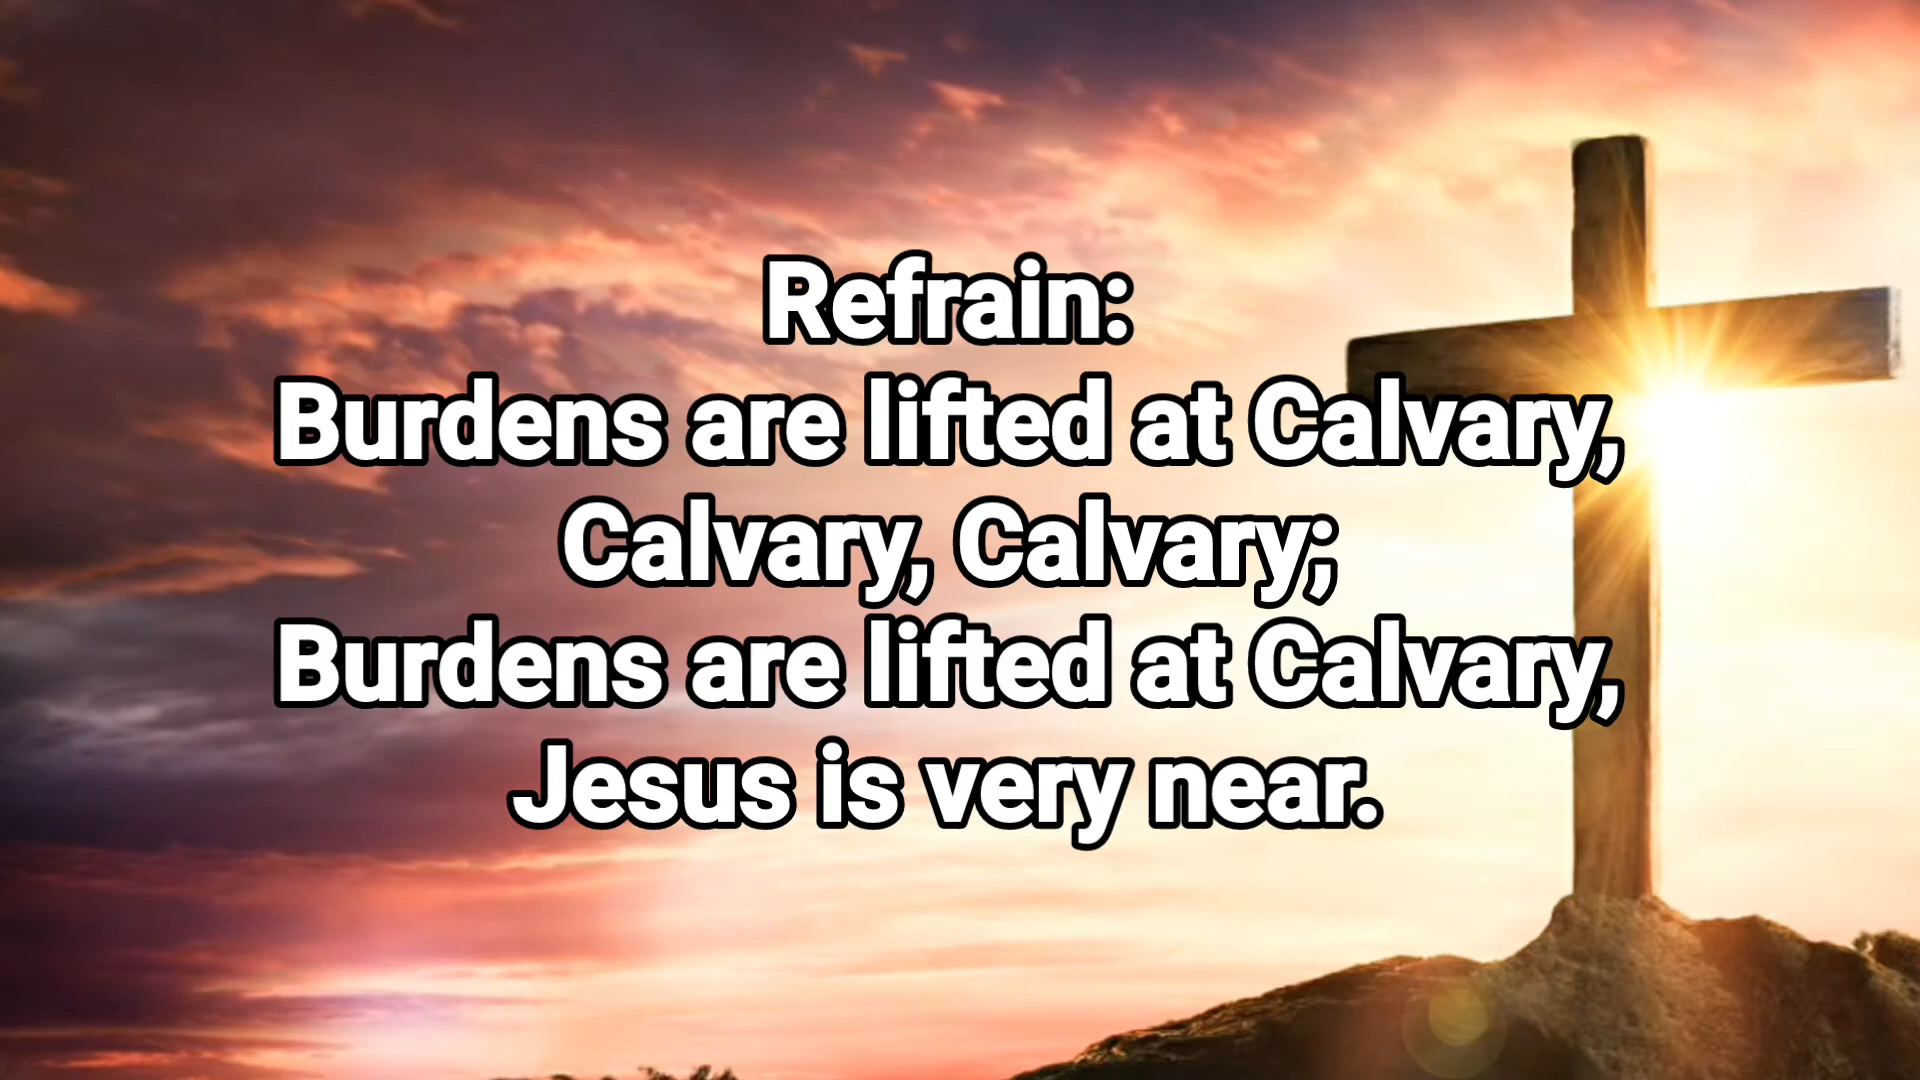 Refrain:
Burdens are lifted at Calvary,
Calvary, Calvary;
Burdens are lifted at Calvary,
Jesus is very near.